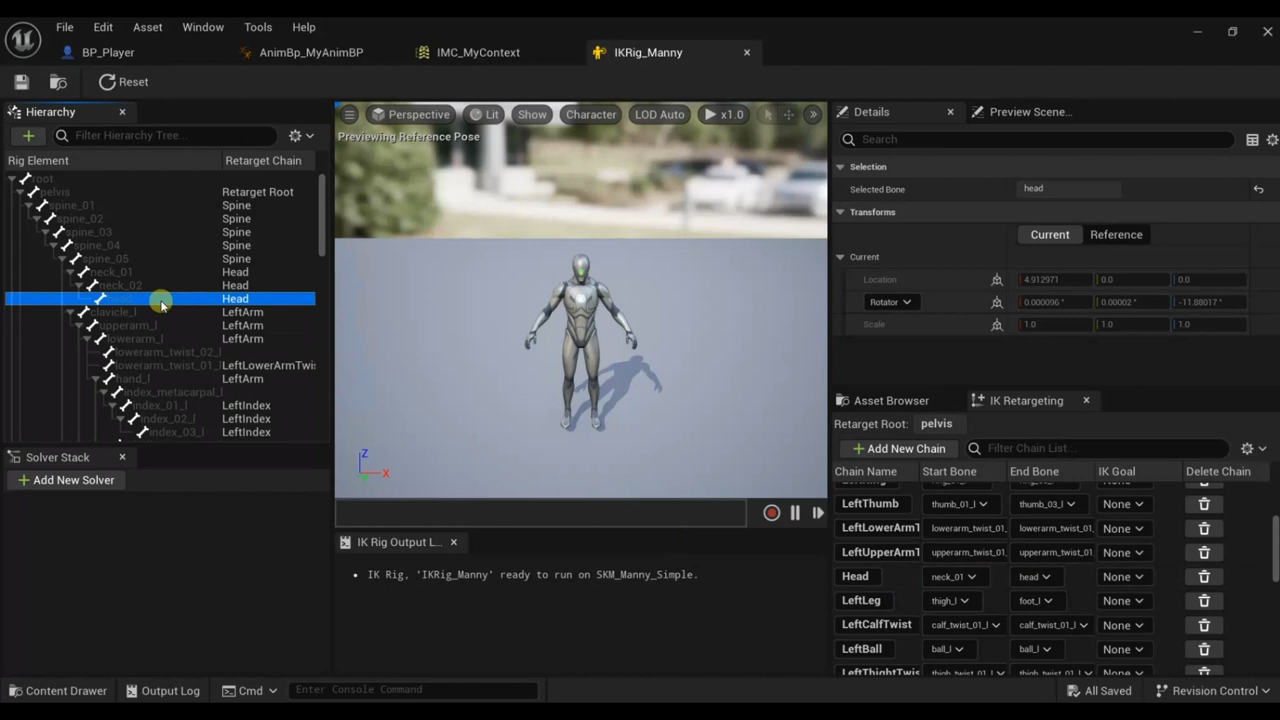 File Edit Asset Window Tools Help
BP_Player AnimBp_MyAnimBP IMC_MyContext IKRig_Manny
Reset
Hierarchy
Filter Hierarchy Tree...
Rig Element Retarget Chain
root
pelvis Retarget Root
spine_01 Spine
spine_02 Spine
spine_03 Spine
spine_04 Spine
spine_05 Spine
neck_01 Head
neck_02 Head
head Head
clavicle_l LeftArm
upperarm_l LeftArm
lowerarm_l LeftArm
lowerarm_twist_02_l
lowerarm_twist_01_l LeftLowerArmTwis
hand_l LeftArm
index_metacarpal_l
index_01_l LeftIndex
index_02_l LeftIndex
index_03_l LeftIndex
Solver Stack
Add New Solver
Perspective Lit Show Character LOD Auto x1.0
Previewing Reference Pose
Z
X
IK Rig Output L...
• IK Rig, 'IKRig_Manny' ready to run on SKM_Manny_Simple.
Details Preview Scene...
Search
Selection
Selected Bone head
Transforms
Current Reference
Current
Location 4.912971 0.0 0.0
Rotator 0.000096 ° 0.00002 ° -11.88017 °
Scale 1.0 1.0 1.0
Asset Browser IK Retargeting
Retarget Root: pelvis
Add New Chain Filter Chain List...
Chain Name Start Bone End Bone IK Goal Delete Chain
LeftThumb thumb_01_l thumb_03_l None
LeftLowerArmT lowerarm_twist_01_ lowerarm_twist_01_ None
LeftUpperArmT upperarm_twist_01_ upperarm_twist_01_ None
Head neck_01 head None
LeftLeg thigh_l foot_l None
LeftCalfTwist calf_twist_01_l calf_twist_01_l None
LeftBall ball_l ball_l None
LeftThightTwis thigh_twist_01_l thigh_twist_01_l None
Content Drawer Output Log Cmd Enter Console Command All Saved Revision Control